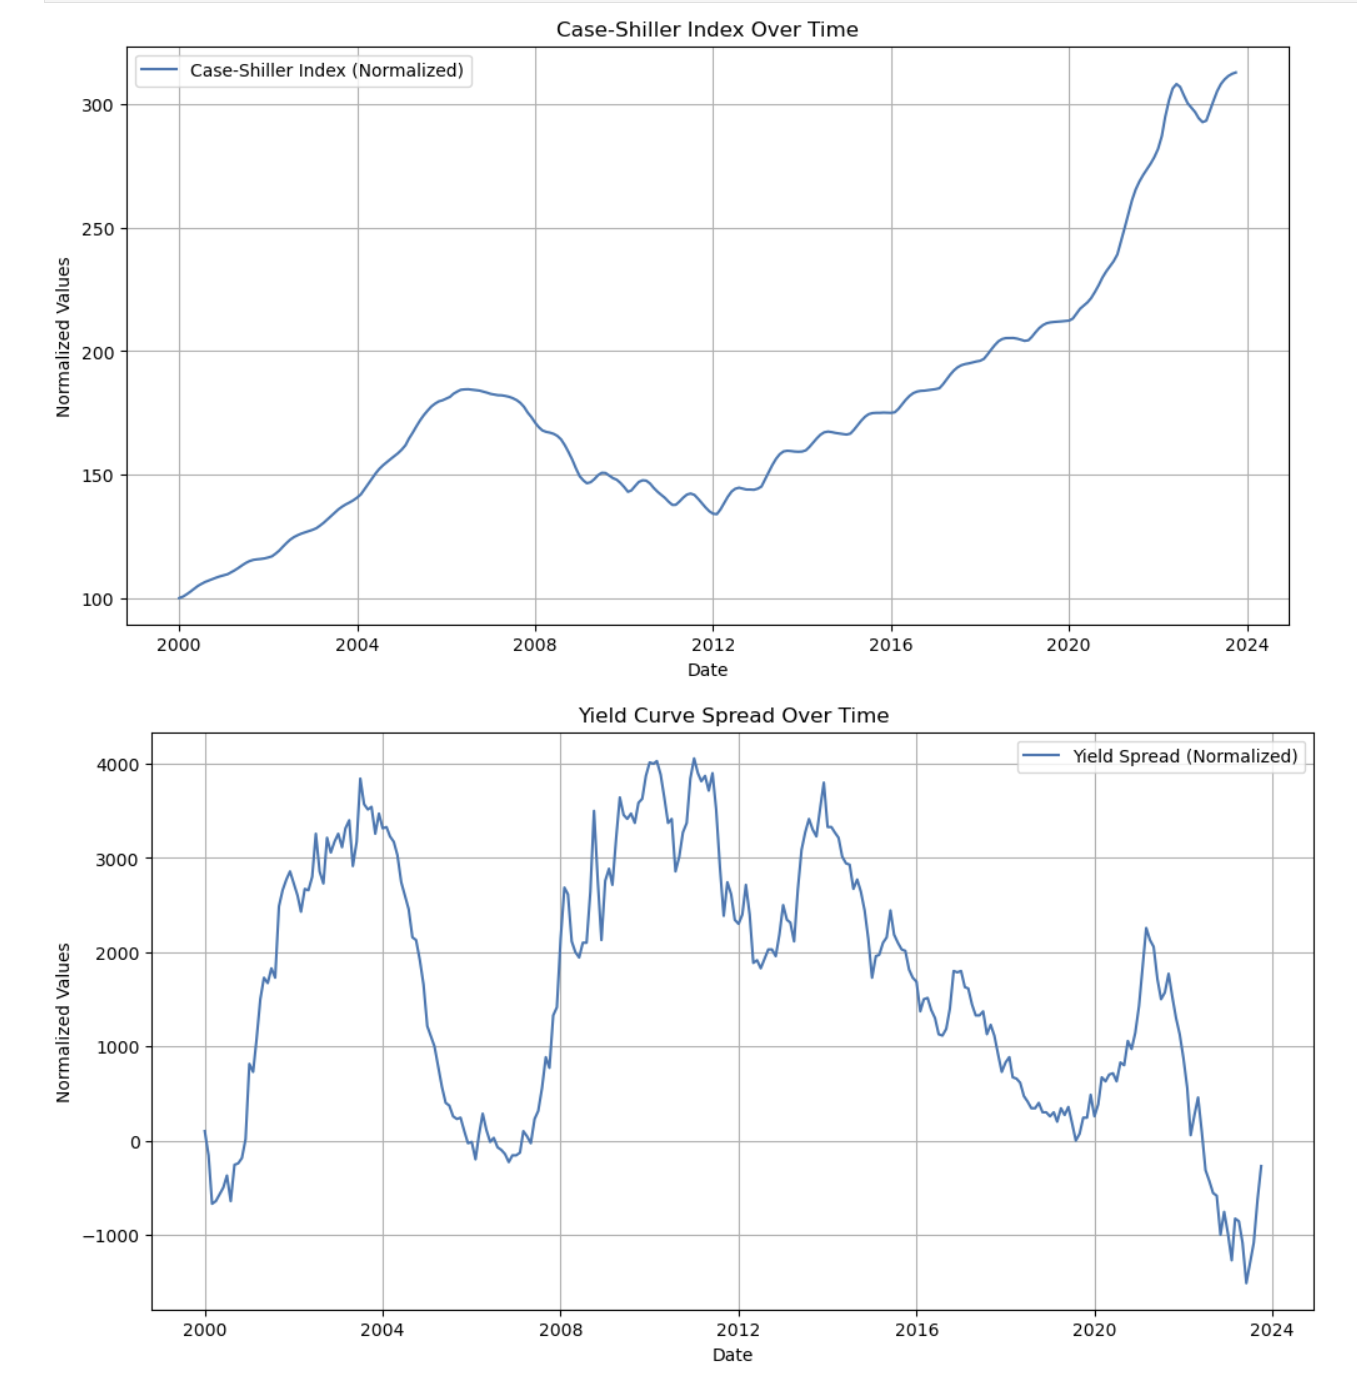 Case-Shiller Index Over Time
Case-Shiller Index (Normalized)
Normalized Values
300
250
200
150
100
2000 2004 2008 2012 2016 2020 2024
Date
Yield Curve Spread Over Time
Yield Spread (Normalized)
Normalized Values
4000
3000
2000
1000
0
−1000
2000 2004 2008 2012 2016 2020 2024
Date